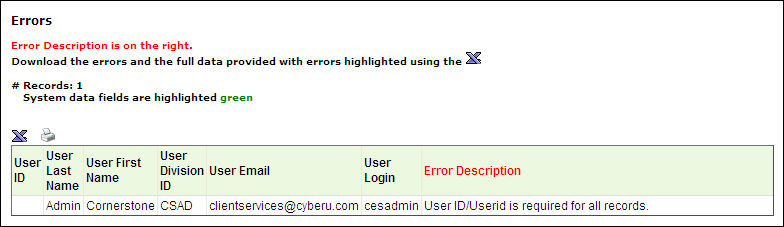 Errors
Error Description is on the right.
Download the errors and the full data provided with errors highlighted using the
# Records: 1
System data fields are highlighted green
User ID User Last Name User First Name User Division ID User Email User Login Error Description
Admin Cornerstone CSAD clientservices@cyberu.com cesadmin User ID/Userid is required for all records.